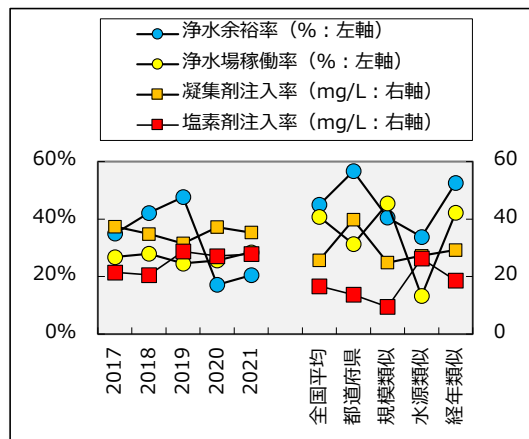 浄水余裕率（%：左軸）
浄水場稼働率（%：左軸）
凝集剤注入率（mg/L：右軸）
塩素剤注入率（mg/L：右軸）
60% 60
40% 40
20% 20
0% 0
2017 2018 2019 2020 2021 全国平均 都道府県 規模類似 水源類似 経年類似